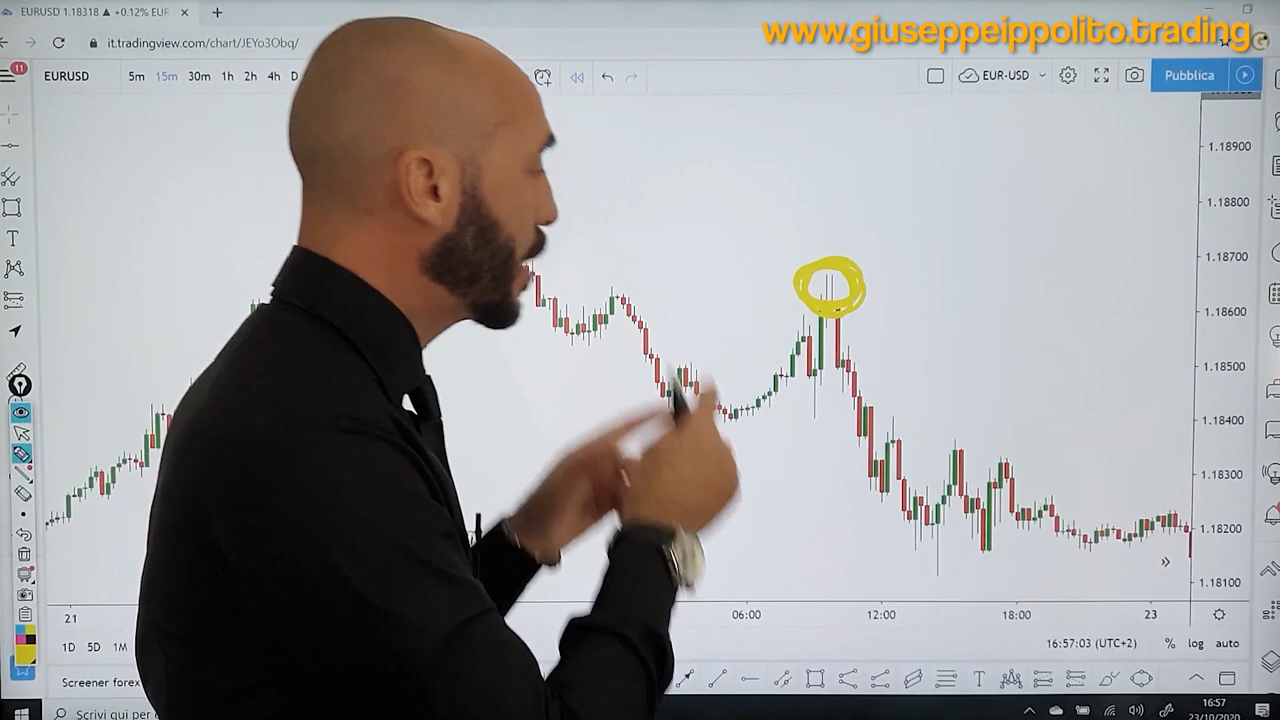 EURUSD 1.18318 ▲ +0.12% EUR
www.giuseppeippolito.trading
it.tradingview.com/chart/JEYo3Obq/
11
EURUSD 5m 15m 30m 1h 2h 4h D
EUR-USD
Pubblica
1.18900
1.18800
1.18700
1.18600
1.18500
1.18400
1.18300
1.18200
1.18100
21 06:00 12:00 18:00 23
1D 5D 1M
16:57:03 (UTC+2) % log auto
Screener forex
Scrivi qui per
16:57
23/10/2020